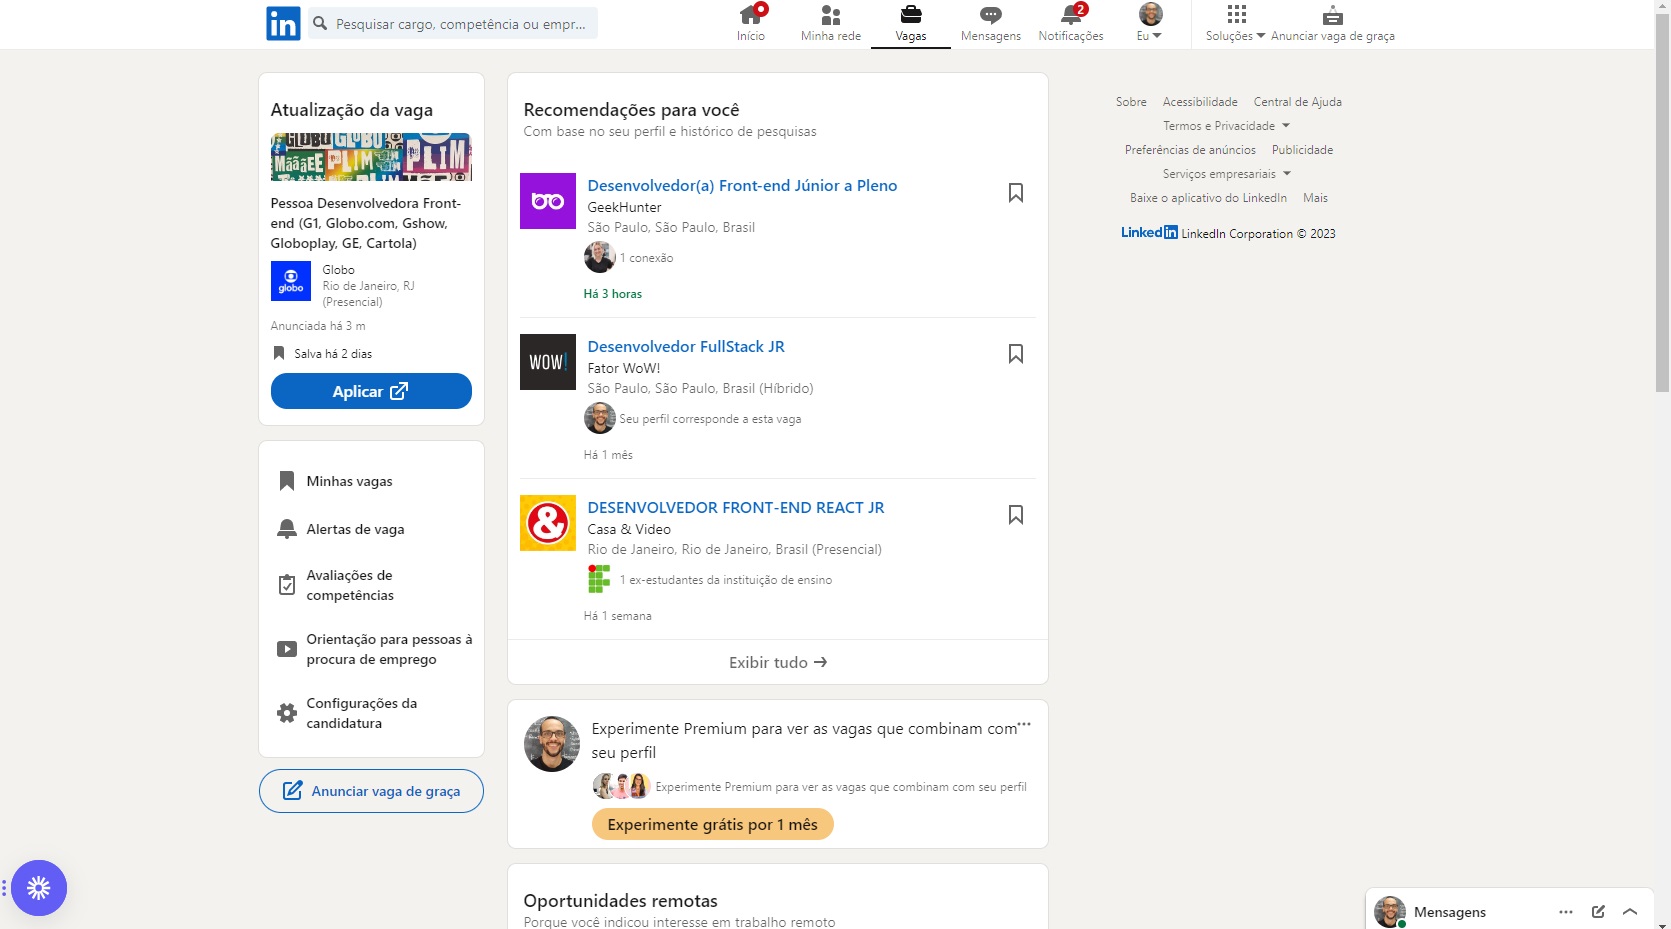 in
Pesquisar cargo, competência ou empr...
Início
Minha rede
Vagas
Mensagens
2
Notificações
Eu
Soluções
Anunciar vaga de graça
Atualização da vaga
GLOBO GLOBO
MããEE PLIM PLIM
Pessoa Desenvolvedora Front-
end (G1, Globo.com, Gshow,
Globoplay, GE, Cartola)
globo
Globo
Rio de Janeiro, RJ
(Presencial)
Anunciada há 3 m
Salva há 2 dias
Aplicar
Minhas vagas
Alertas de vaga
Avaliações de
competências
Orientação para pessoas à
procura de emprego
Configurações da
candidatura
Anunciar vaga de graça
Recomendações para você
Com base no seu perfil e histórico de pesquisas
Desenvolvedor(a) Front-end Júnior a Pleno
GeekHunter
São Paulo, São Paulo, Brasil
1 conexão
Há 3 horas
WOW!
Desenvolvedor FullStack JR
Fator WoW!
São Paulo, São Paulo, Brasil (Híbrido)
Seu perfil corresponde a esta vaga
Há 1 mês
&
DESENVOLVEDOR FRONT-END REACT JR
Casa & Video
Rio de Janeiro, Rio de Janeiro, Brasil (Presencial)
1 ex-estudantes da instituição de ensino
Há 1 semana
Exibir tudo →
Experimente Premium para ver as vagas que combinam com
seu perfil
Experimente Premium para ver as vagas que combinam com seu perfil
Experimente grátis por 1 mês
Oportunidades remotas
Porque você indicou interesse em trabalho remoto
Sobre Acessibilidade Central de Ajuda
Termos e Privacidade
Preferências de anúncios Publicidade
Serviços empresariais
Baixe o aplicativo do LinkedIn Mais
Linkedin LinkedIn Corporation © 2023
Mensagens